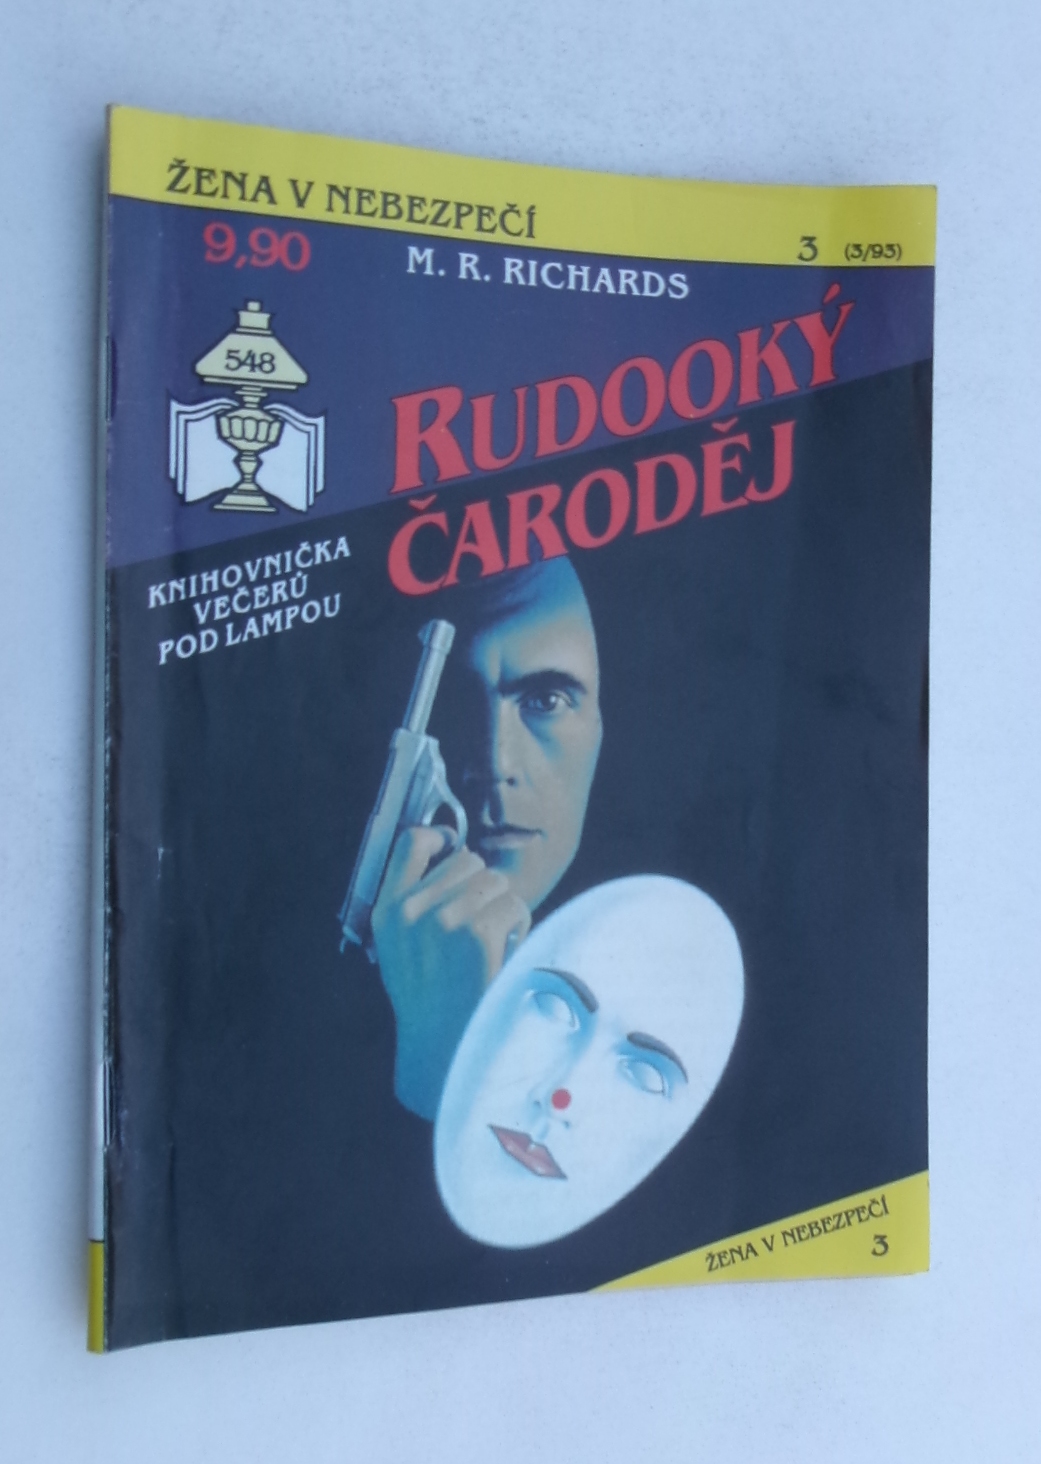 ŽENA V NEBEZPEČÍ
3 (3/93)
9,90
M. R. RICHARDS
548
RUDOOKÝ
ČARODĚJ
KNIHOVNIČKA
VEČERŮ
POD LAMPOU
ŽENA V NEBEZPEČÍ
3